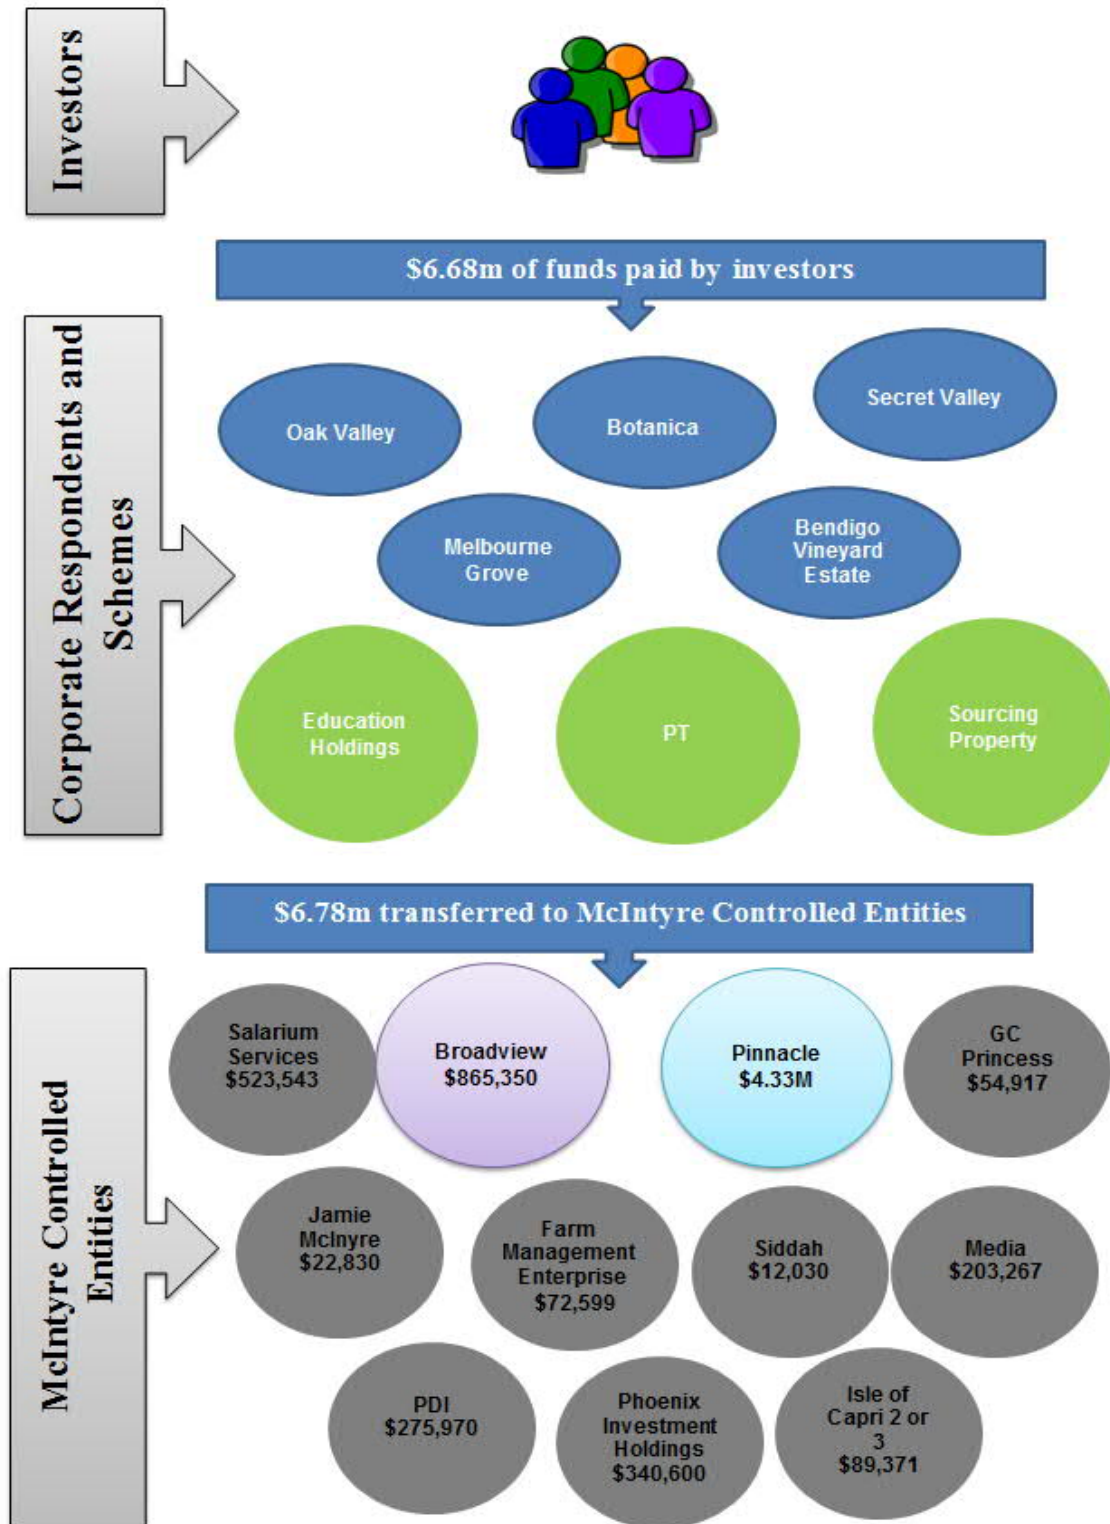 Investors
$6.68m of funds paid by investors
Corporate Respondents and
Schemes
Oak Valley
Botanica
Secret Valley
Melbourne
Grove
Bendigo
Vineyard
Estate
Education
Holdings
PT
Sourcing
Property
$6.78m transferred to McIntyre Controlled Entities
McIntyre Controlled
Entities
Salarium
Services
$523,543
Broadview
$865,350
Pinnacle
$4.33M
GC
Princess
$54,917
Jamie
McInyre
$22,830
Farm
Management
Enterprise
$72,599
Siddah
$12,030
Media
$203,267
PDI
$275,970
Phoenix
Investment
Holdings
$340,600
Isle of
Capri 2 or
3
$89,371